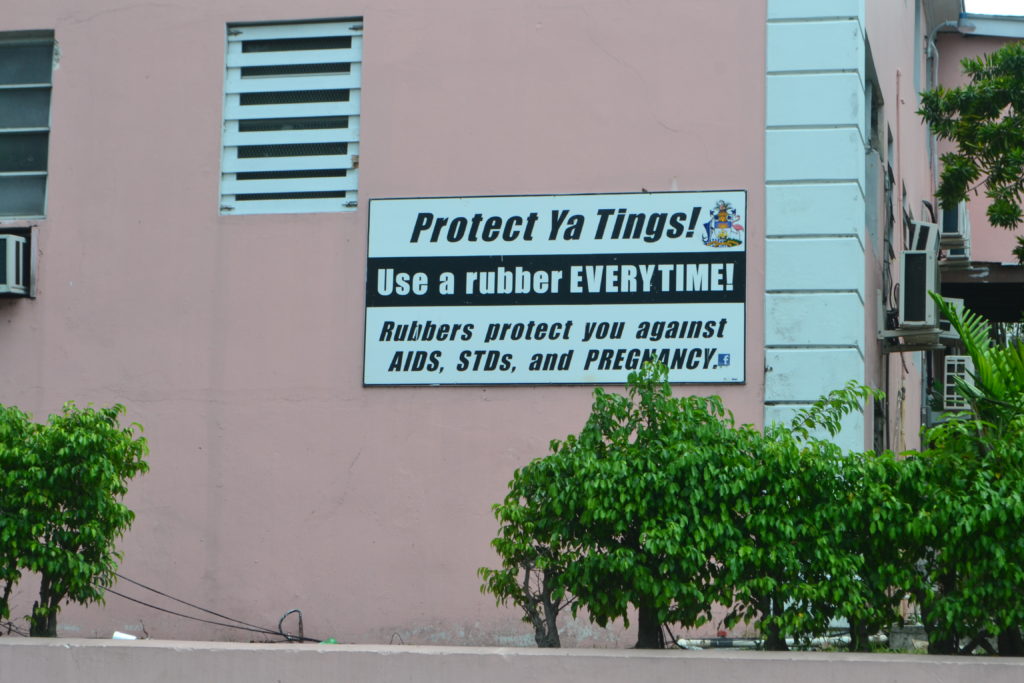 Protect Ya Tings!
Use a rubber EVERYTIME!
Rubbers protect you against
AIDS, STDs, and PREGNANCY.